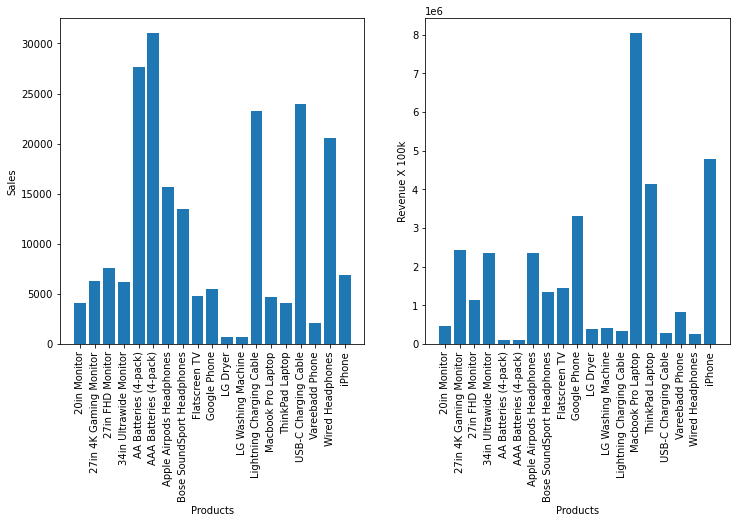 30000
25000
20000
15000
10000
5000
0
Sales
20in Monitor
27in 4K Gaming Monitor
27in FHD Monitor
34in Ultrawide Monitor
AA Batteries (4-pack)
AAA Batteries (4-pack)
Apple Airpods Headphones
Bose SoundSport Headphones
Flatscreen TV
Google Phone
LG Dryer
LG Washing Machine
Lightning Charging Cable
Macbook Pro Laptop
ThinkPad Laptop
USB-C Charging Cable
Vareebadd Phone
Wired Headphones
iPhone
Products
1e6
8
7
6
5
4
3
2
1
0
Revenue X 100k
20in Monitor
27in 4K Gaming Monitor
27in FHD Monitor
34in Ultrawide Monitor
AA Batteries (4-pack)
AAA Batteries (4-pack)
Apple Airpods Headphones
Bose SoundSport Headphones
Flatscreen TV
Google Phone
LG Dryer
LG Washing Machine
Lightning Charging Cable
Macbook Pro Laptop
ThinkPad Laptop
USB-C Charging Cable
Vareebadd Phone
Wired Headphones
iPhone
Products